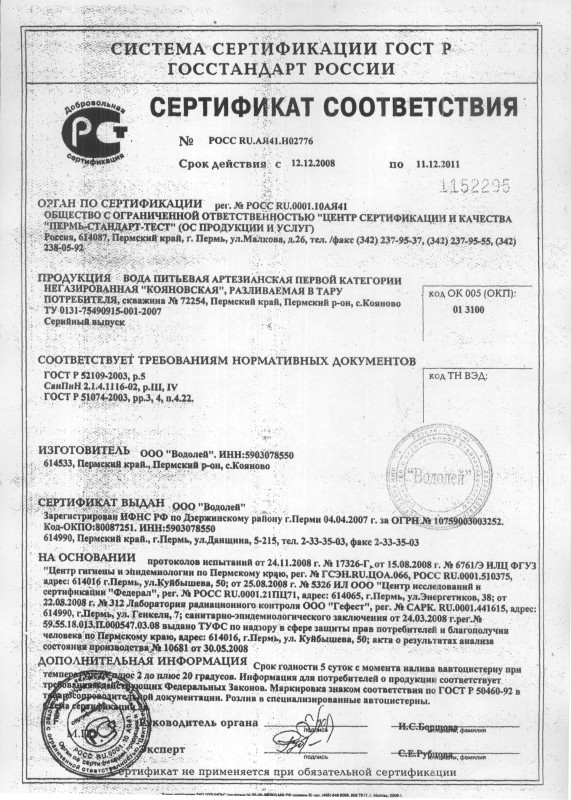 СИСТЕМА СЕРТИФИКАЦИИ ГОСТ Р
ГОССТАНДАРТ РОССИИ
Добровольная
сертификация
СЕРТИФИКАТ СООТВЕТСТВИЯ
№ РОСС RU.АЯ41.Н02776
Срок действия с 12.12.2008 по 11.12.2011
1152295
ОРГАН ПО СЕРТИФИКАЦИИ рег. № РОСС RU.0001.10АЯ41
ОБЩЕСТВО С ОГРАНИЧЕННОЙ ОТВЕТСТВЕННОСТЬЮ "ЦЕНТР СЕРТИФИКАЦИИ И КАЧЕСТВА
"ПЕРМЬ-СТАНДАРТ-ТЕСТ" (ОС ПРОДУКЦИИ И УСЛУГ)
Россия, 614087, Пермский край, г. Пермь, ул.Малкова, д.26, тел. /факс (342) 237-95-37, (342) 237-95-55, (342)
238-05-92
ПРОДУКЦИЯ ВОДА ПИТЬЕВАЯ АРТЕЗИАНСКАЯ ПЕРВОЙ КАТЕГОРИИ
НЕГАЗИРОВАННАЯ "КОЯНОВСКАЯ", РАЗЛИВАЕМАЯ В ТАРУ
ПОТРЕБИТЕЛЯ, скважина № 72254, Пермский край, Пермский р-он, с.Кояново
ТУ 0131-75490915-001-2007
Серийный выпуск
код ОК 005 (ОКП):
01 3100
СООТВЕТСТВУЕТ ТРЕБОВАНИЯМ НОРМАТИВНЫХ ДОКУМЕНТОВ
ГОСТ Р 52109-2003, р.5
СанПиН 2.1.4.1116-02, р.III, IV
ГОСТ Р 51074-2003, рр.3, 4, п.4.22.
код ТН ВЭД:
ИЗГОТОВИТЕЛЬ ООО "Водолей". ИНН:5903078550
614533, Пермский край., Пермский р-он, с.Кояново
"Водолей"
СЕРТИФИКАТ ВЫДАН ООО "Водолей"
Зарегистрирован ИФНС РФ по Дзержинскому району г.Перми 04.04.2007 г. за ОГРН № 1075903003252.
Код-ОКПО:80087251, ИНН:5903078550
614990, Пермский край., г.Пермь, ул.Данщина, 5-215, тел. 2-33-35-03, факс 2-33-35-03
НА ОСНОВАНИИ протоколов испытаний от 24.11.2008 г. № 17326-Г, от 15.08.2008 г. № 6761/Э ИЛЦ ФГУЗ
"Центр гигиены и эпидемиологии по Пермскому краю, рег. № ГСЭН.RU.ЦОА.066, РОСС RU.0001.510375,
адрес: 614016 г.Пермь, ул.Куйбышева, 50; от 25.08.2008 г. № 5326 ИЛ ООО "Центр исследований и
сертификации "Федерал", рег. № РОСС RU.0001.21ПЦ71, адрес: 614065, г.Пермь, ул.Энергетиков, 38; от
22.08.2008 г. № 312 Лаборатория радиационного контроля ООО "Гефест", рег № САРК. RU.0001.441615, адрес:
614990, г.Пермь, ул. Генкеля, 7; санитарно-эпидемиологического заключения от 24.03.2008 г.рег.№
59.55.18.013.П.000547.03.08 выдано ТУФС по надзору в сфере защиты прав потребителей и благополучия
человека по Пермскому краю, адрес: 614016, г.Пермь, ул. Куйбышева, 50; акта о результатах анализа
состояния производства № 10681 от 30.05.2008
ДОПОЛНИТЕЛЬНАЯ ИНФОРМАЦИЯ Срок годности 5 суток с момента налива вавтоцистерну при
температуре плюс 2 до плюс 20 градусов. Информация для потребителей о продукции соответствует
требованиям действующих Федеральных Законов. Маркировка знаком соответствия по ГОСТ Р 50460-92 в
товаросопроводительной документации. Розлив в специализированные автоцистерны.
Схема сертификации
Руководитель органа
подпись
И.С.Борцова
инициалы, фамилия
М.П.
Эксперт
подпись
С.Е.Рубцова
инициалы, фамилия
РОСС RU.0001.10
Сертификат не применяется при обязательной сертификации